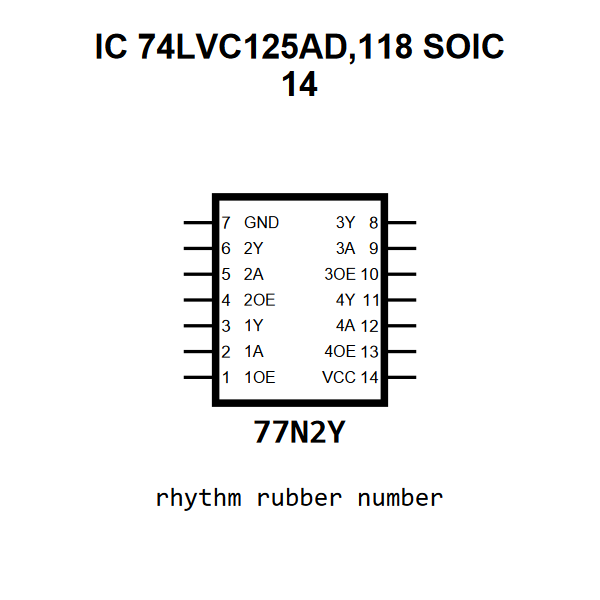 IC 74LVC125AD,118 SOIC
14
7 GND 3Y 8
6 2Y 3A 9
5 2A 3OE 10
4 2OE 4Y 11
3 1Y 4A 12
2 1A 4OE 13
1 1OE VCC 14
77N2Y
rhythm rubber number